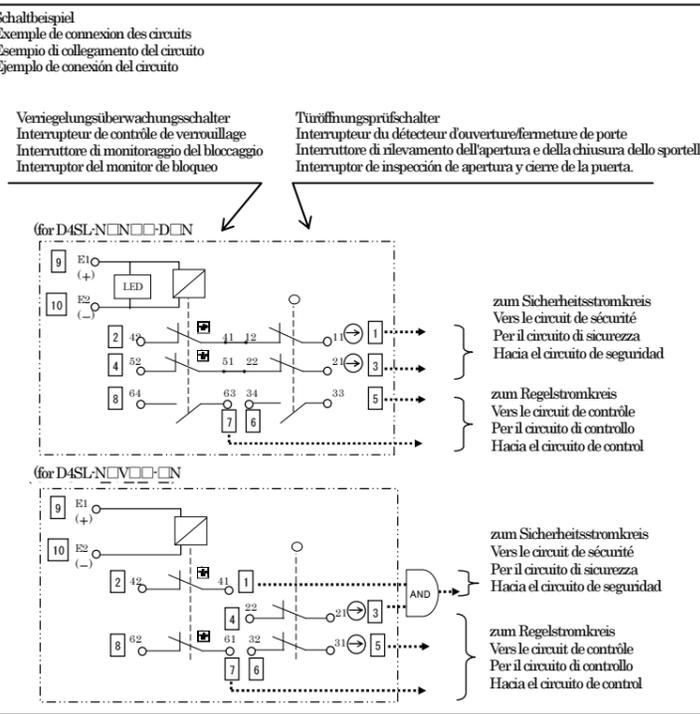 Schaltbeispiel
Exemple de connexion des circuits
Esempio di collegamento del circuito
Ejemplo de conexión del circuito
Verriegelungsüberwachungsschalter
Interrupteur de contrôle de verrouillage
Interruttore di monitoraggio del bloccaggio
Interruptor del monitor de bloqueo
Türöffnungsprüfschalter
Interrupteur du détecteur d'ouverture/fermeture de porte
Interruttore di rilevamento dell'apertura e della chiusura dello sportell
Interruptor de inspección de apertura y cierre de la puerta.
(for D4SL-N□N□□-D□N
9 E1
(+)
LED
10 E2
(−)
2 42 41 12 11 1
4 52 51 22 21 3
8 64 63 34 33 5
7 6
zum Sicherheitsstromkreis
Vers le circuit de sécurité
Per il circuito di sicurezza
Hacia el circuito de seguridad
zum Regelstromkreis
Vers le circuit de contrôle
Per il circuito di controllo
Hacia el circuito de control
(for D4SL-N□V□□-□N
9 E1
(+)
10 E2
(−)
2 42 41 1
4 22 21 3
8 62 61 32 31 5
7 6
AND
zum Sicherheitsstromkreis
Vers le circuit de sécurité
Per il circuito di sicurezza
Hacia el circuito de seguridad
zum Regelstromkreis
Vers le circuit de contrôle
Per il circuito di controllo
Hacia el circuito de control